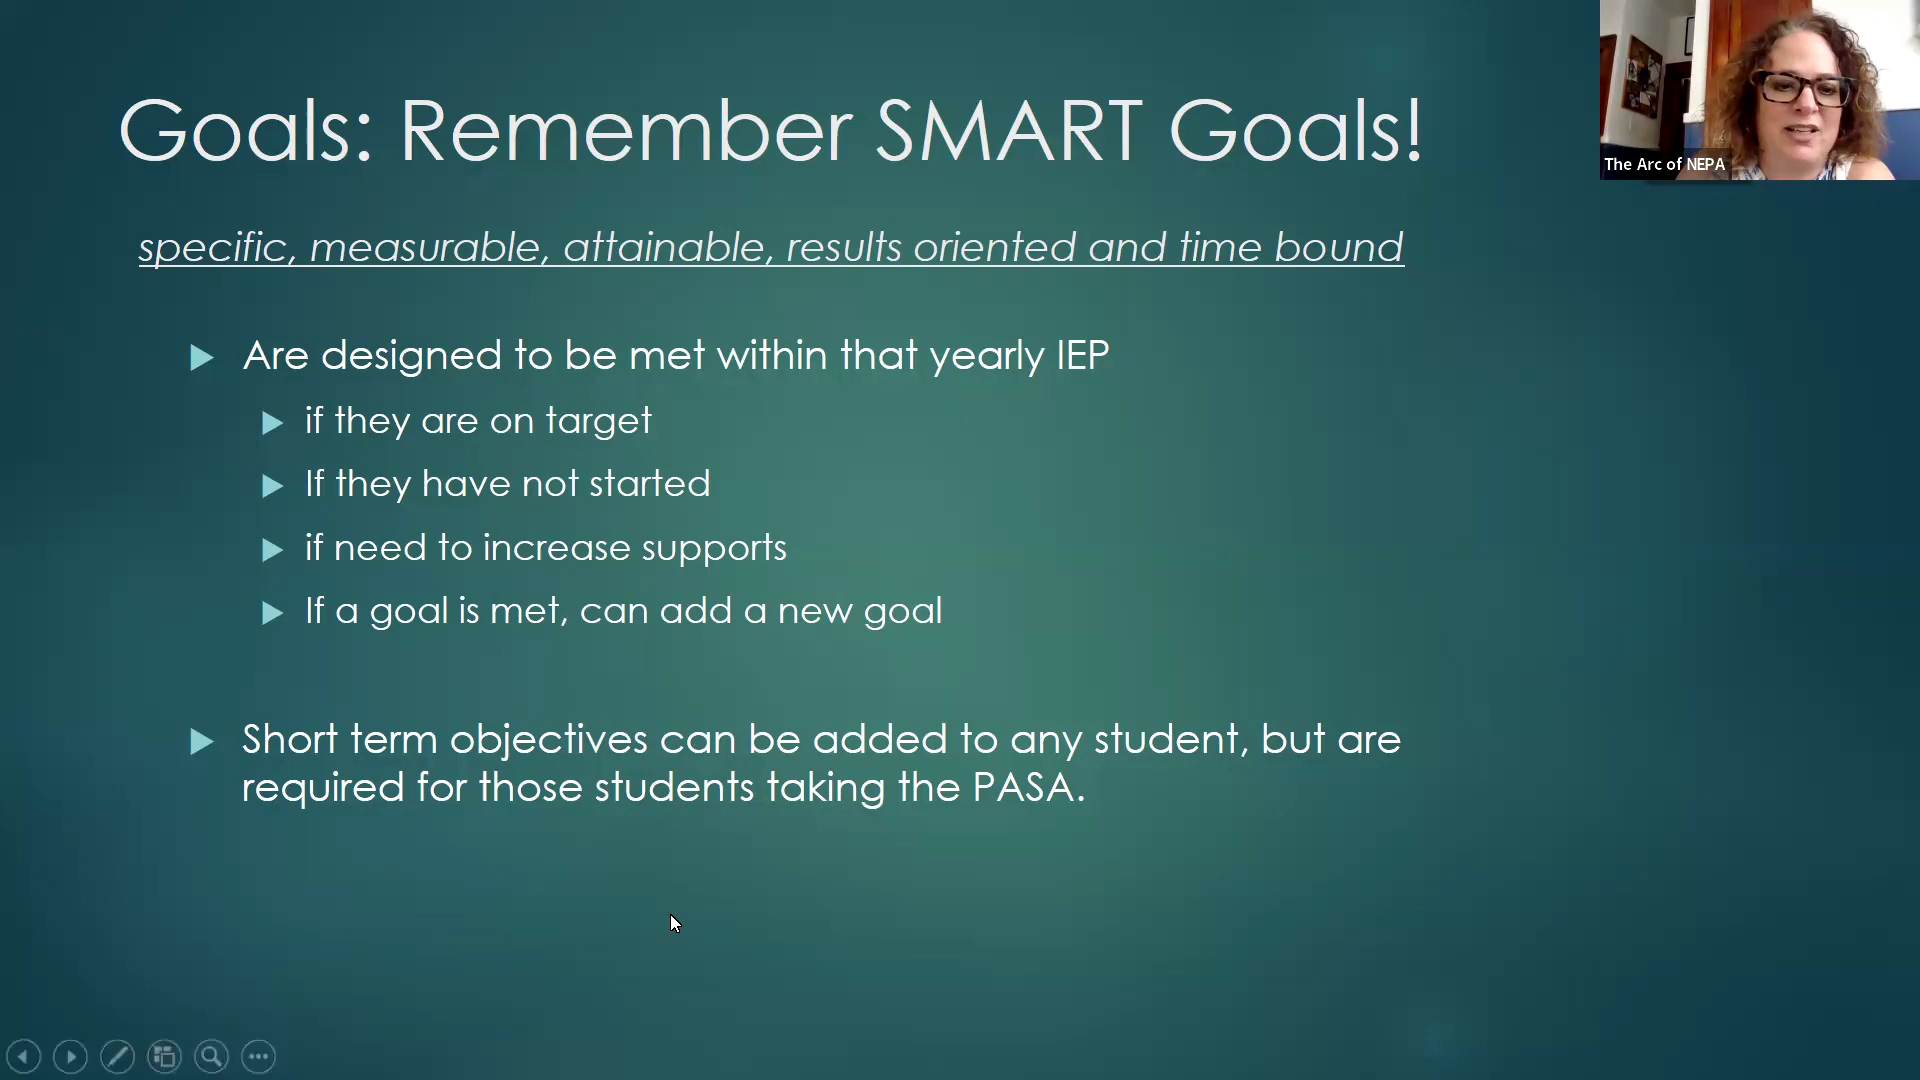 Goals: Remember SMART Goals!
The Arc of NEPA
specific, measurable, attainable, results oriented and time bound
Are designed to be met within that yearly IEP
if they are on target
If they have not started
if need to increase supports
If a goal is met, can add a new goal
Short term objectives can be added to any student, but are
required for those students taking the PASA.